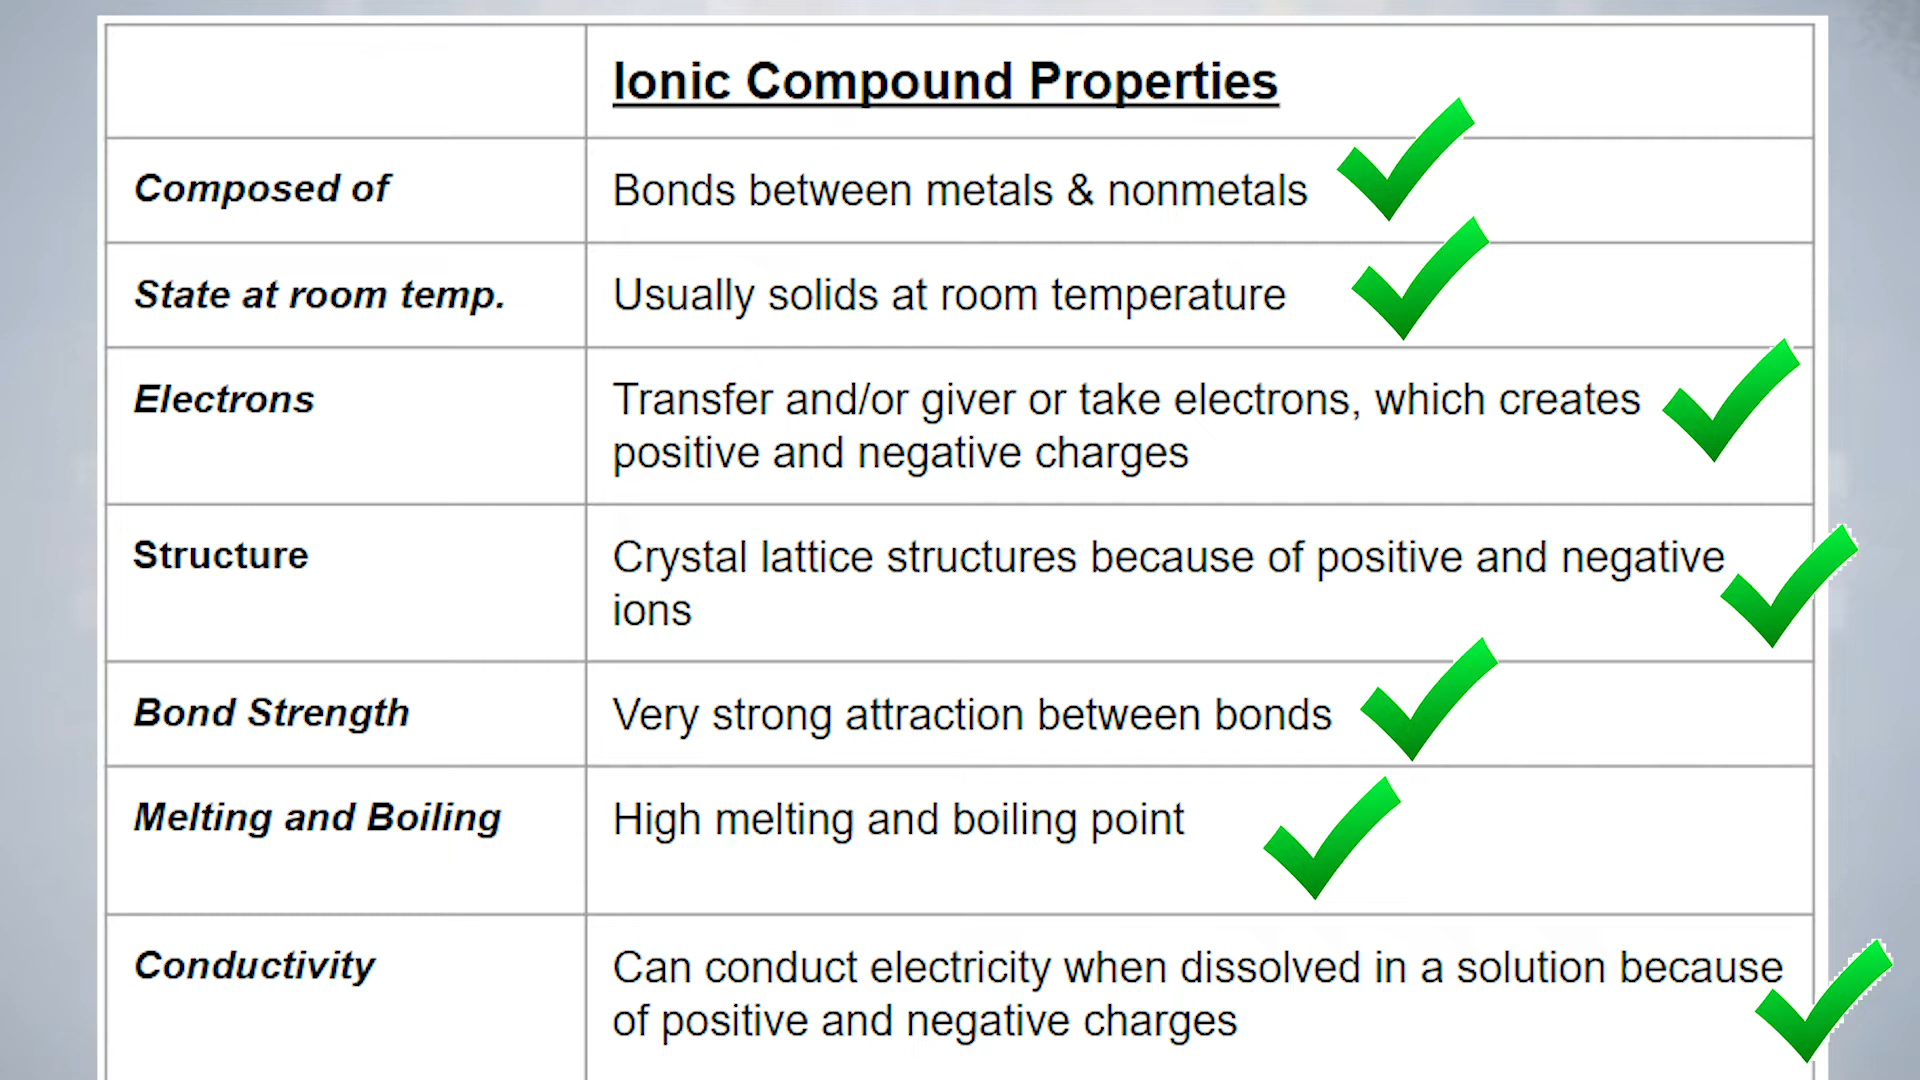 Ionic Compound Properties
Composed of
Bonds between metals & nonmetals
State at room temp.
Usually solids at room temperature
Electrons
Transfer and/or giver or take electrons, which creates
positive and negative charges
Structure
Crystal lattice structures because of positive and negative
ions
Bond Strength
Very strong attraction between bonds
Melting and Boiling
High melting and boiling point
Conductivity
Can conduct electricity when dissolved in a solution because
of positive and negative charges